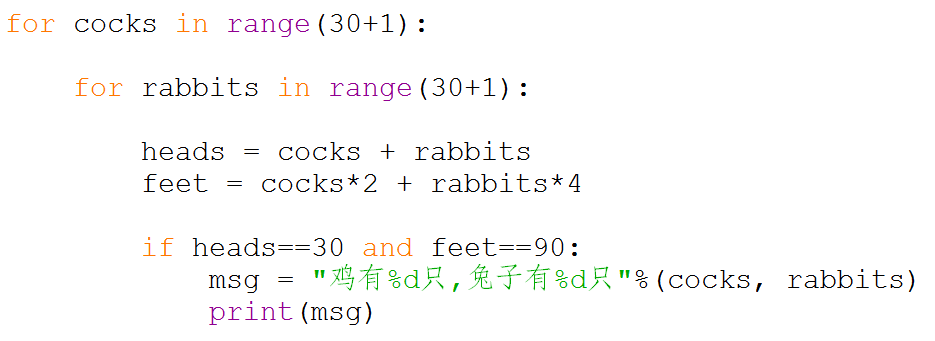 for cocks in range(30+1):
    for rabbits in range(30+1):
        heads = cocks + rabbits
        feet = cocks*2 + rabbits*4
        if heads==30 and feet==90:
            msg = "鸡有%d只,兔子有%d只"%(cocks, rabbits)
            print(msg)